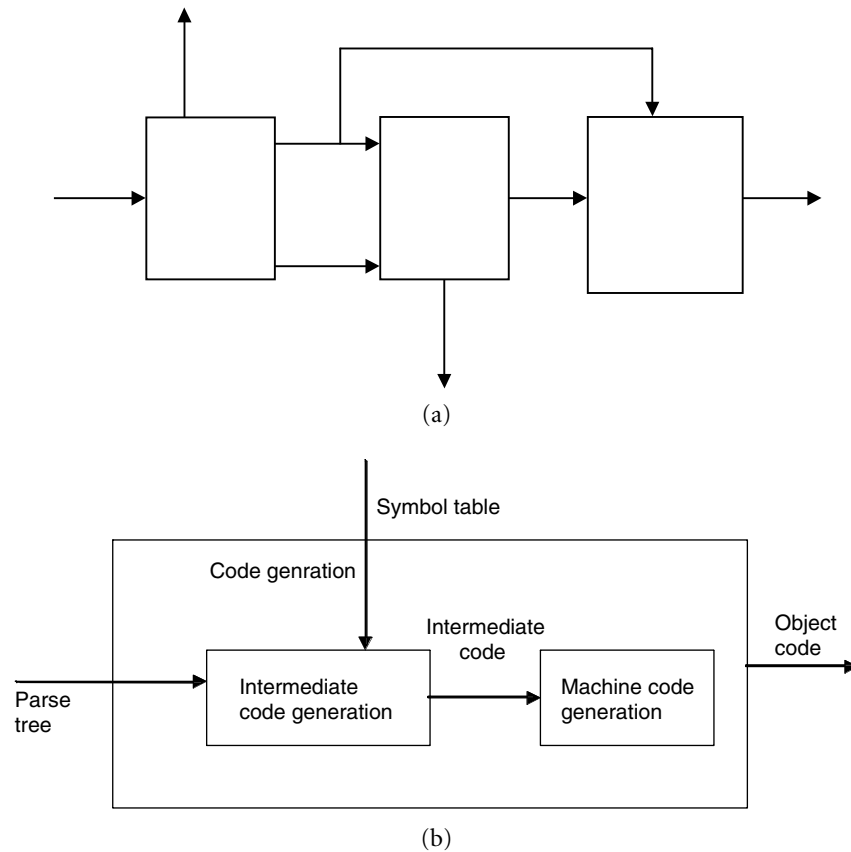 (a)
Symbol table
Code genration
Intermediate
code
Object
code
Parse
tree
Intermediate
code generation
Machine code
generation
(b)